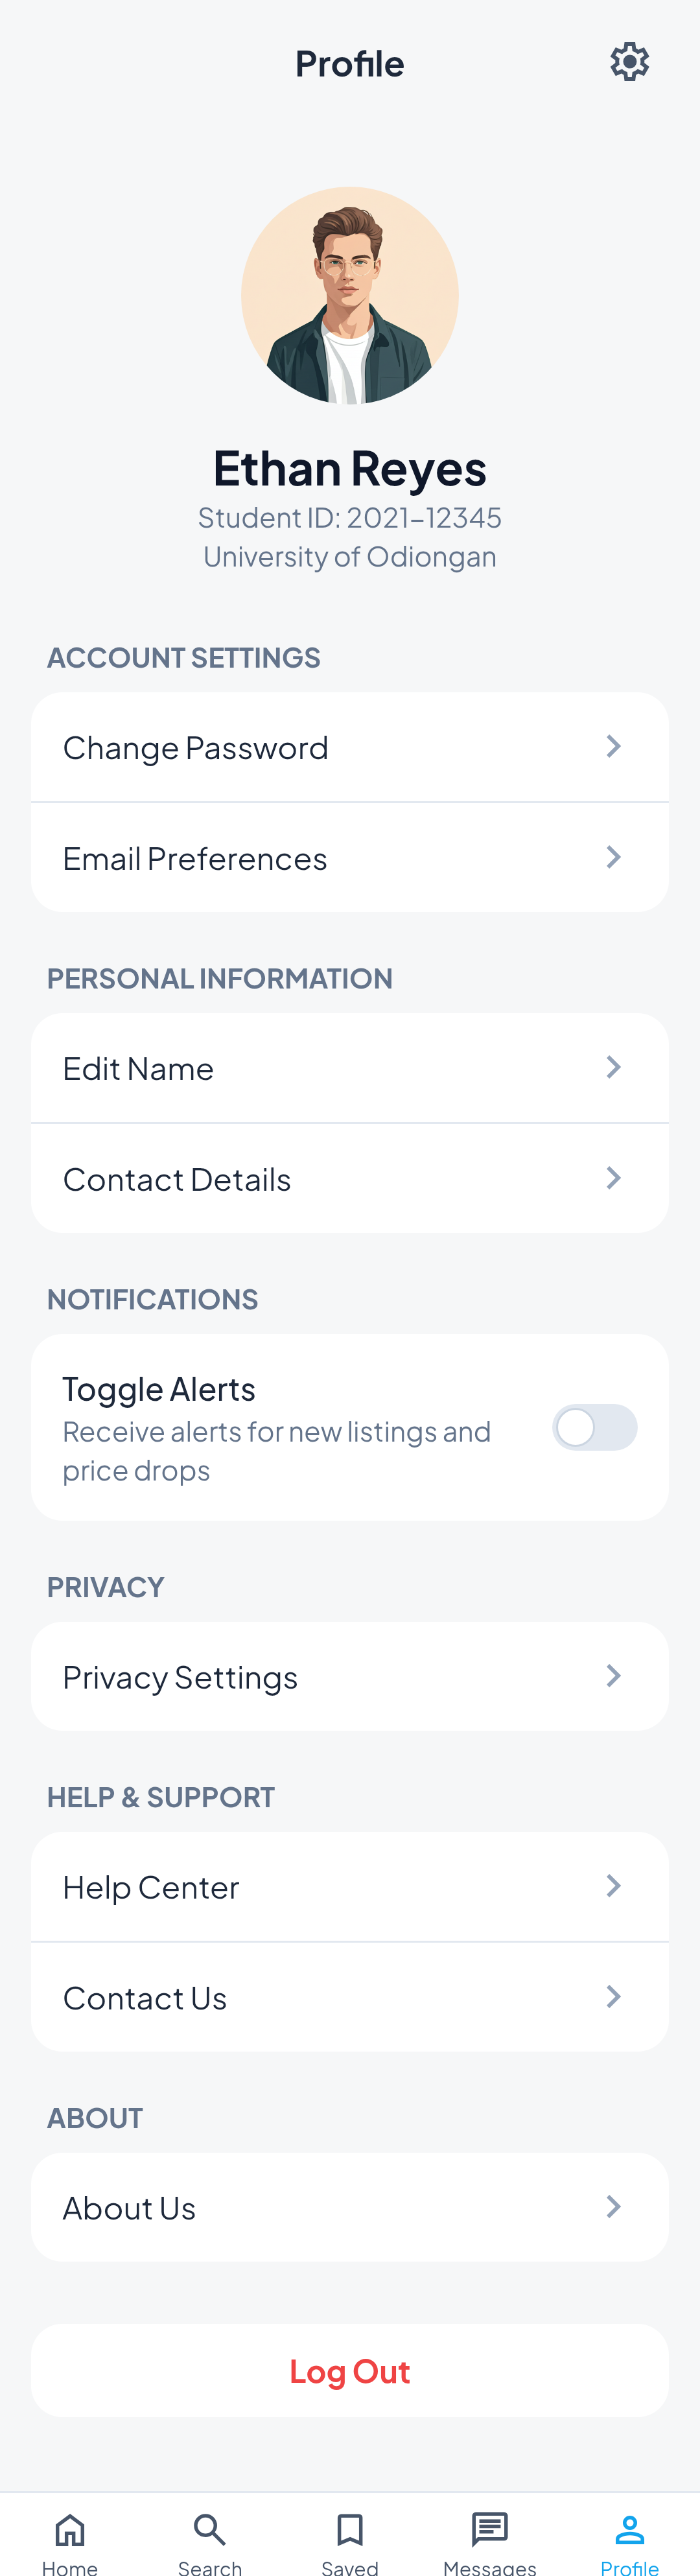 Profile
Ethan Reyes
Student ID: 2021-12345
University of Odiongan
ACCOUNT SETTINGS
Change Password
Email Preferences
PERSONAL INFORMATION
Edit Name
Contact Details
NOTIFICATIONS
Toggle Alerts
Receive alerts for new listings and
price drops
PRIVACY
Privacy Settings
HELP & SUPPORT
Help Center
Contact Us
ABOUT
About Us
Log Out
Home Search Saved Messages Profile